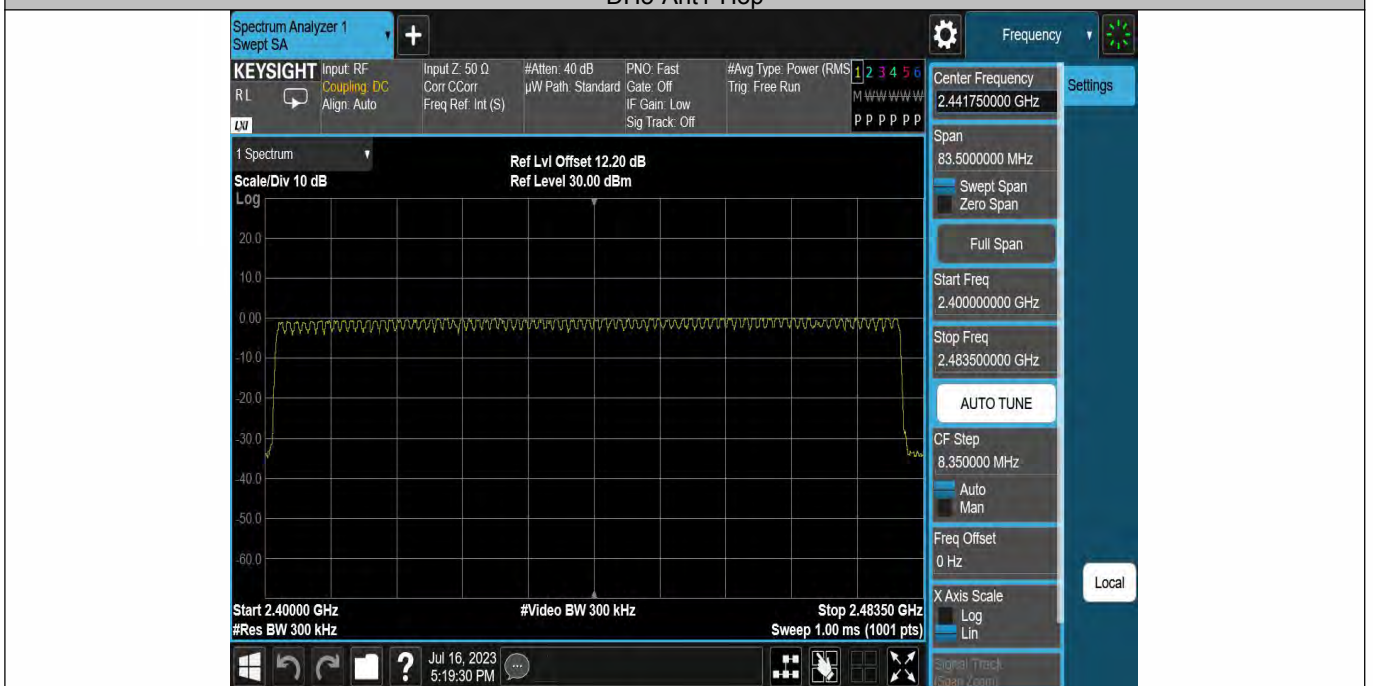 DH5-Ant1-Hop
Spectrum Analyzer 1
Swept SA
+
Frequency
KEYSIGHT
RL
LXI
Input: RF
Coupling: DC
Align: Auto
Input Z: 50 Ω
Corr CCorr
Freq Ref: Int (S)
#Atten: 40 dB
µW Path: Standard
PNO: Fast
Gate: Off
IF Gain: Low
Sig Track: Off
#Avg Type: Power (RMS
Trig: Free Run
1 2 3 4 5 6
M W W W W W
P P P P P P
1 Spectrum
Scale/Div 10 dB
Log
Ref Lvl Offset 12.20 dB
Ref Level 30.00 dBm
20.0
10.0
0.00
-10.0
-20.0
-30.0
-40.0
-50.0
-60.0
Start 2.40000 GHz
#Res BW 300 kHz
#Video BW 300 kHz
Stop 2.48350 GHz
Sweep 1.00 ms (1001 pts)
?
Jul 16, 2023
5:19:30 PM
Center Frequency
2.441750000 GHz
Settings
Span
83.5000000 MHz
Swept Span
Zero Span
Full Span
Start Freq
2.400000000 GHz
Stop Freq
2.483500000 GHz
AUTO TUNE
CF Step
8.350000 MHz
Auto
Man
Freq Offset
0 Hz
X Axis Scale
Log
Lin
Local
Signal Track
(Span Zoom)